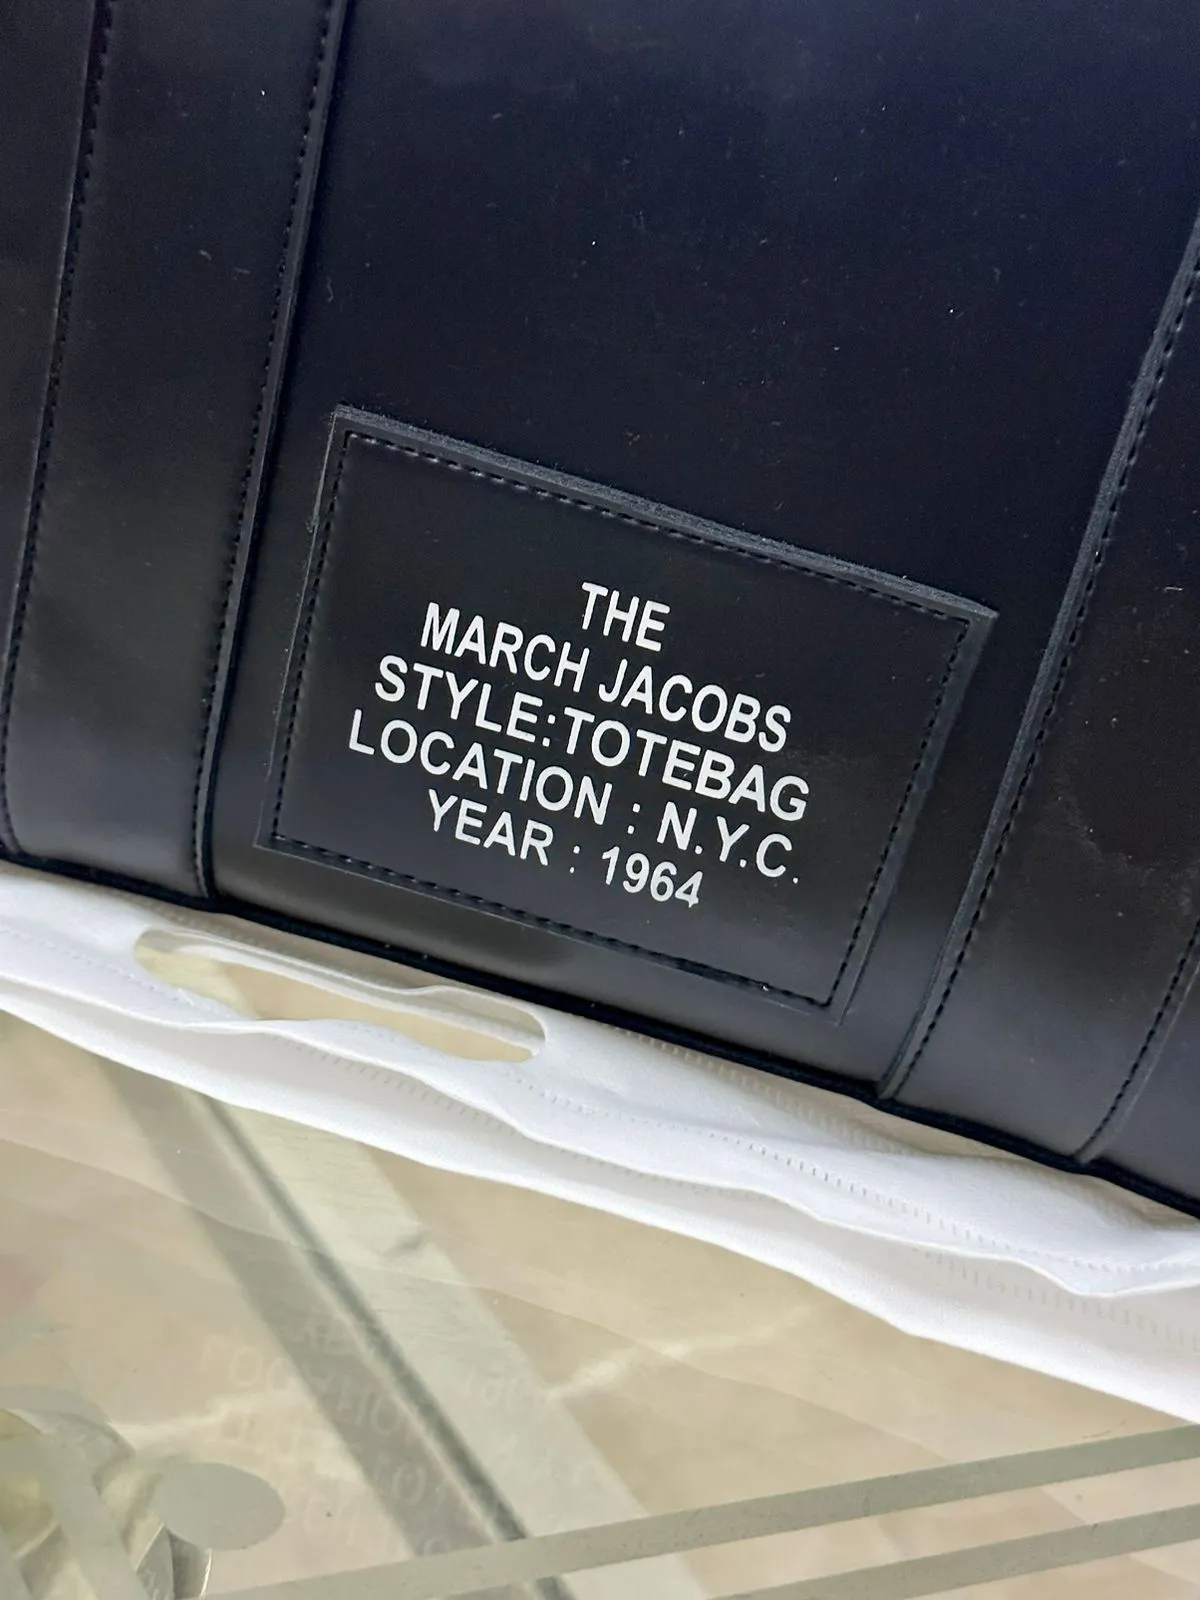 THE
MARCH JACOBS
STYLE:TOTEBAG
LOCATION : N.Y.C.
YEAR : 1964